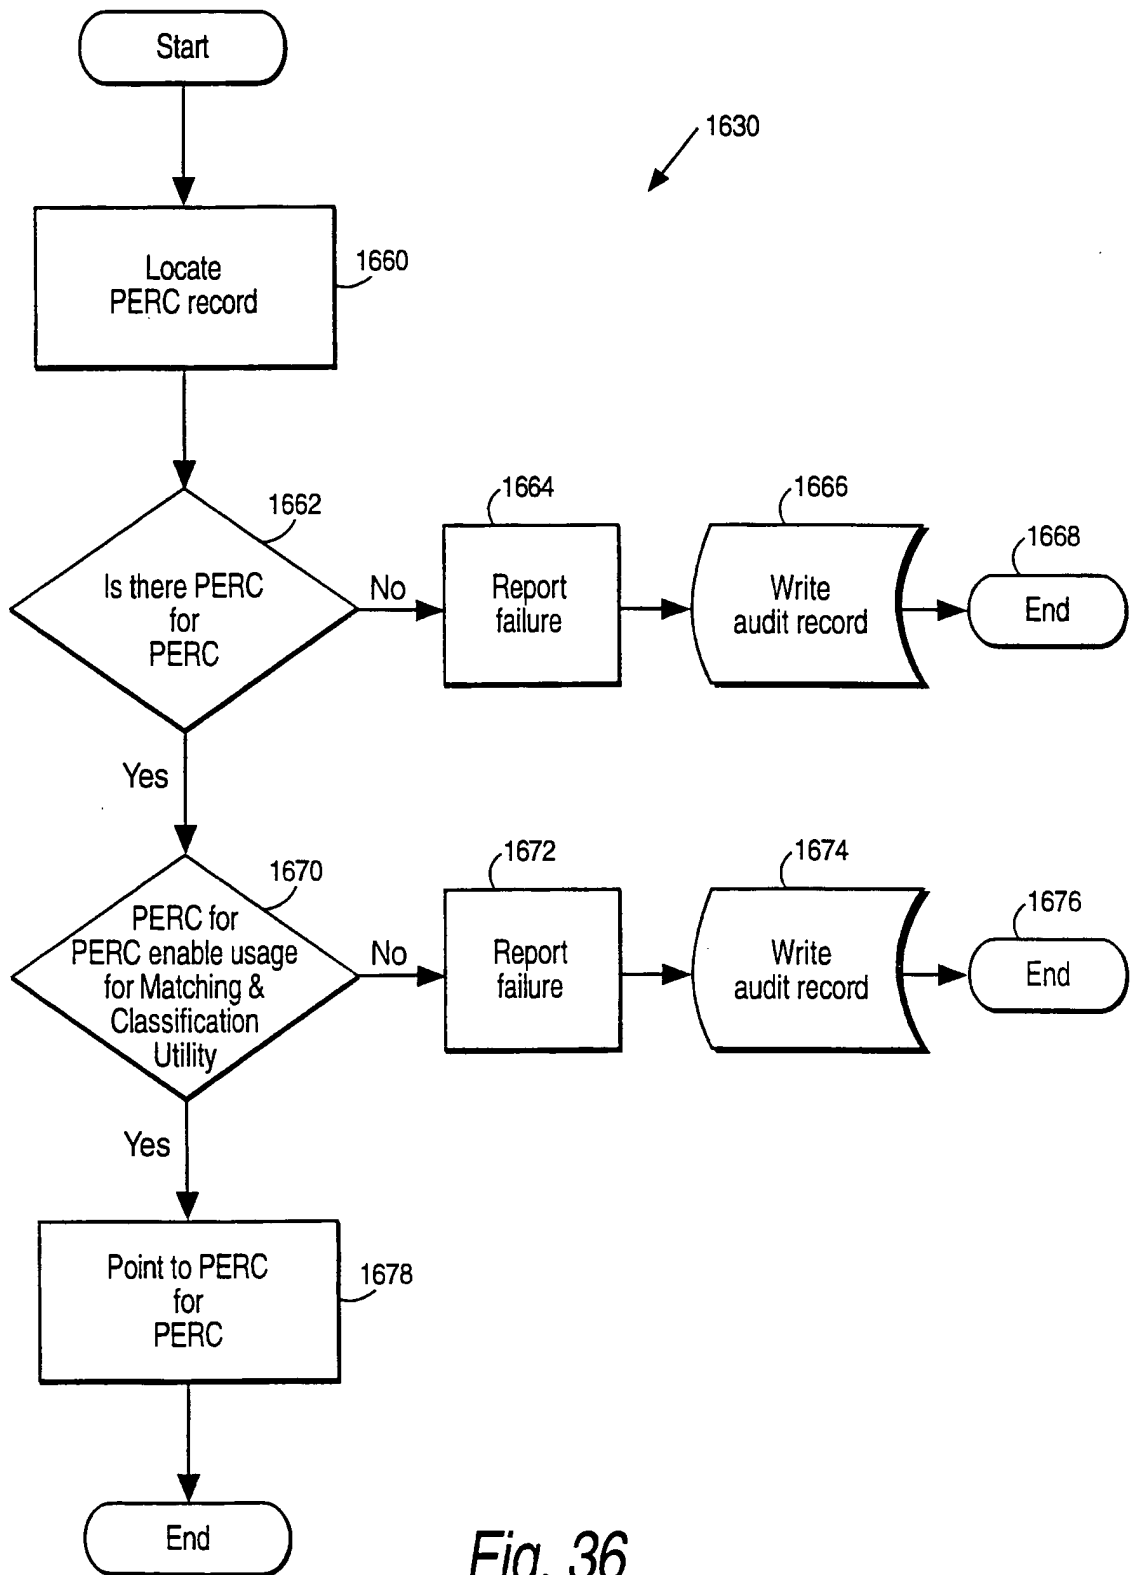 Start
1630
Locate
PERC record
1660
1662
Is there PERC
for
PERC
No
1664
Report
failure
1666
Write
audit record
1668
End
Yes
1670
PERC for
PERC enable usage
for Matching &
Classification
Utility
No
1672
Report
failure
1674
Write
audit record
1676
End
Yes
Point to PERC
for
PERC
1678
End
Fig. 36